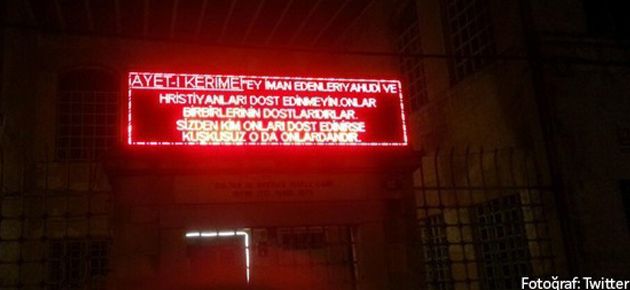 AYET-İ KERİME"EY İMAN EDENLER!YAHUDİ VE
HRİSTİYANLARI DOST EDİNMEYİN.ONLAR
BİRBİRLERİNİN DOSTLARIDIRLAR.
SİZDEN KİM ONLARI DOST EDİNİRSE
KUŞKUSUZ O DA ONLARDANDIR..
Fotoğraf: Twitter